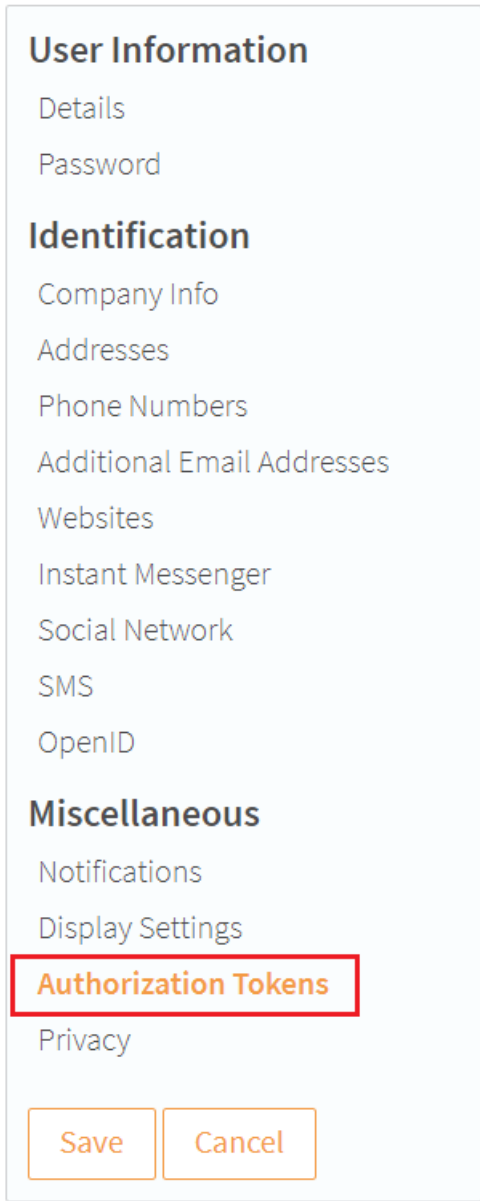 User Information
Details
Password
Identification
Company Info
Addresses
Phone Numbers
Additional Email Addresses
Websites
Instant Messenger
Social Network
SMS
OpenID
Miscellaneous
Notifications
Display Settings
Authorization Tokens
Privacy
Save Cancel